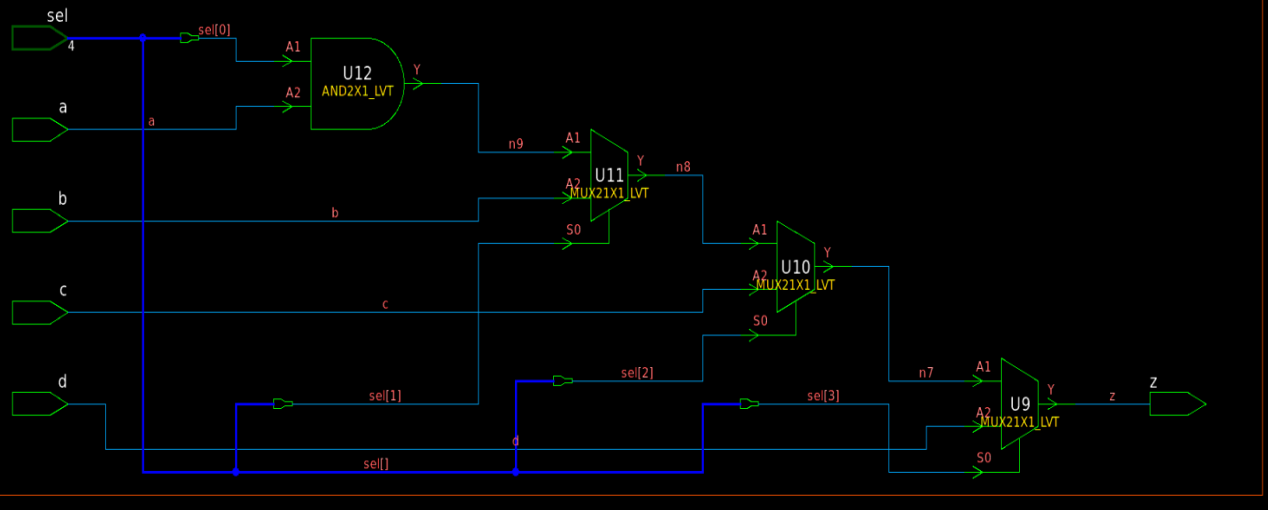 sel
4
sel[0]
A1
U12
AND2X1_LVT
Y
A2
a
a
n9
A1
U11
MUX21X1_LVT
Y
n8
A2
b
b
S0
A1
U10
MUX21X1_LVT
Y
A2
c
c
S0
n7
A1
U9
MUX21X1_LVT
Y
z
z
A2
d
sel[1]
sel[2]
sel[3]
d
sel[]
S0